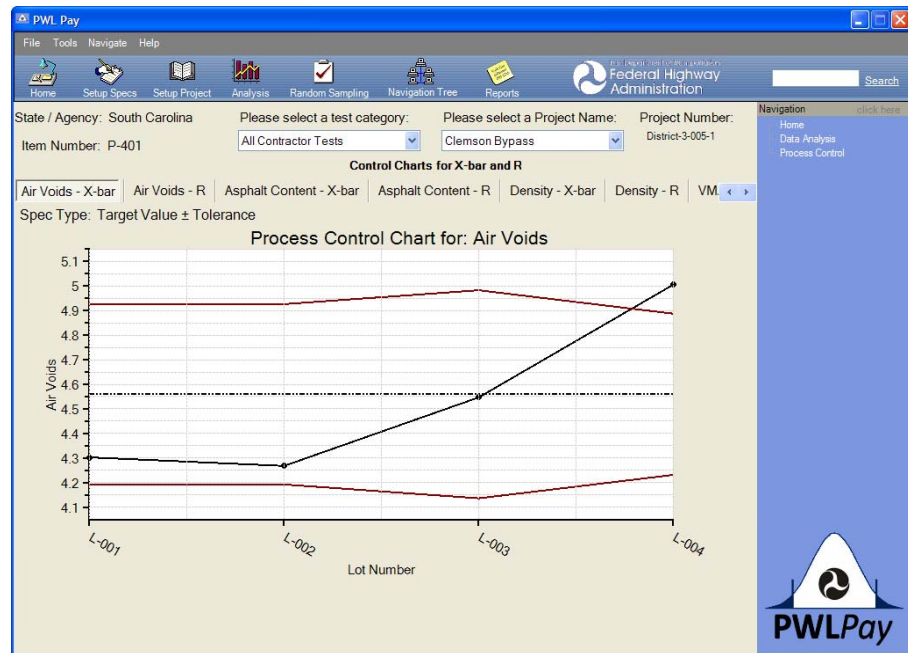 PWL Pay
File Tools Navigate Help
Home Setup Specs Setup Project Analysis Random Sampling Navigation Tree Reports
Federal Highway
Administration
Search
State / Agency: South Carolina
Please select a test category:
Please select a Project Name:
Project Number:
Item Number: P-401
All Contractor Tests
Clemson Bypass
District-3-005-1
Control Charts for X-bar and R
Air Voids - X-bar Air Voids - R Asphalt Content - X-bar Asphalt Content - R Density - X-bar Density - R VM
Spec Type: Target Value ± Tolerance
Process Control Chart for: Air Voids
5.1
5
4.9
4.8
4.7
4.6
4.5
4.4
4.3
4.2
4.1
Air Voids
L-001 L-002 L-003 L-004
Lot Number
Navigation click here
Home
Data Analysis
Process Control
PWLPay